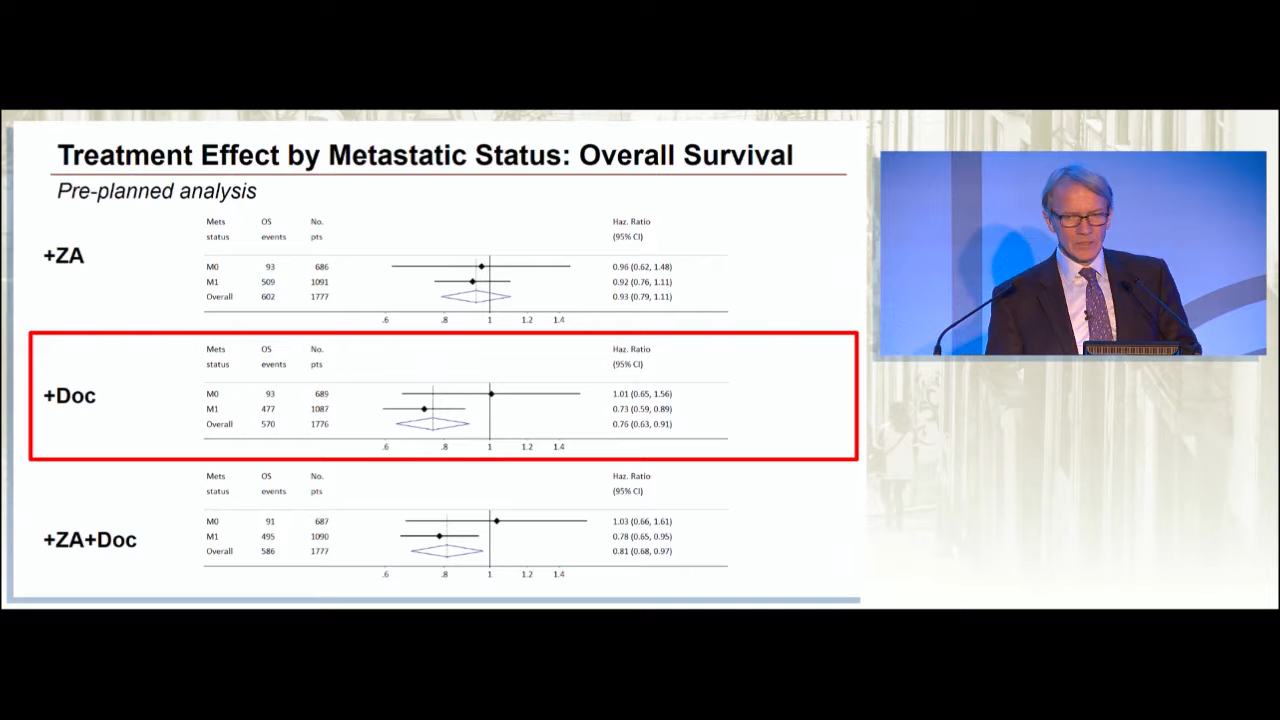 Treatment Effect by Metastatic Status: Overall Survival
Pre-planned analysis
+ZA
Mets OS No. Haz. Ratio
status events pts (95% CI)
M0 93 686 0.96 (0.62, 1.48)
M1 509 1091 0.92 (0.76, 1.11)
Overall 602 1777 0.93 (0.79, 1.11)
.6 .8 1 1.2 1.4
+Doc
Mets OS No. Haz. Ratio
status events pts (95% CI)
M0 93 689 1.01 (0.65, 1.56)
M1 477 1087 0.73 (0.59, 0.89)
Overall 570 1776 0.76 (0.63, 0.91)
.6 .8 1 1.2 1.4
+ZA+Doc
Mets OS No. Haz. Ratio
status events pts (95% CI)
M0 91 687 1.03 (0.66, 1.61)
M1 495 1090 0.78 (0.65, 0.95)
Overall 586 1777 0.81 (0.68, 0.97)
.6 .8 1 1.2 1.4